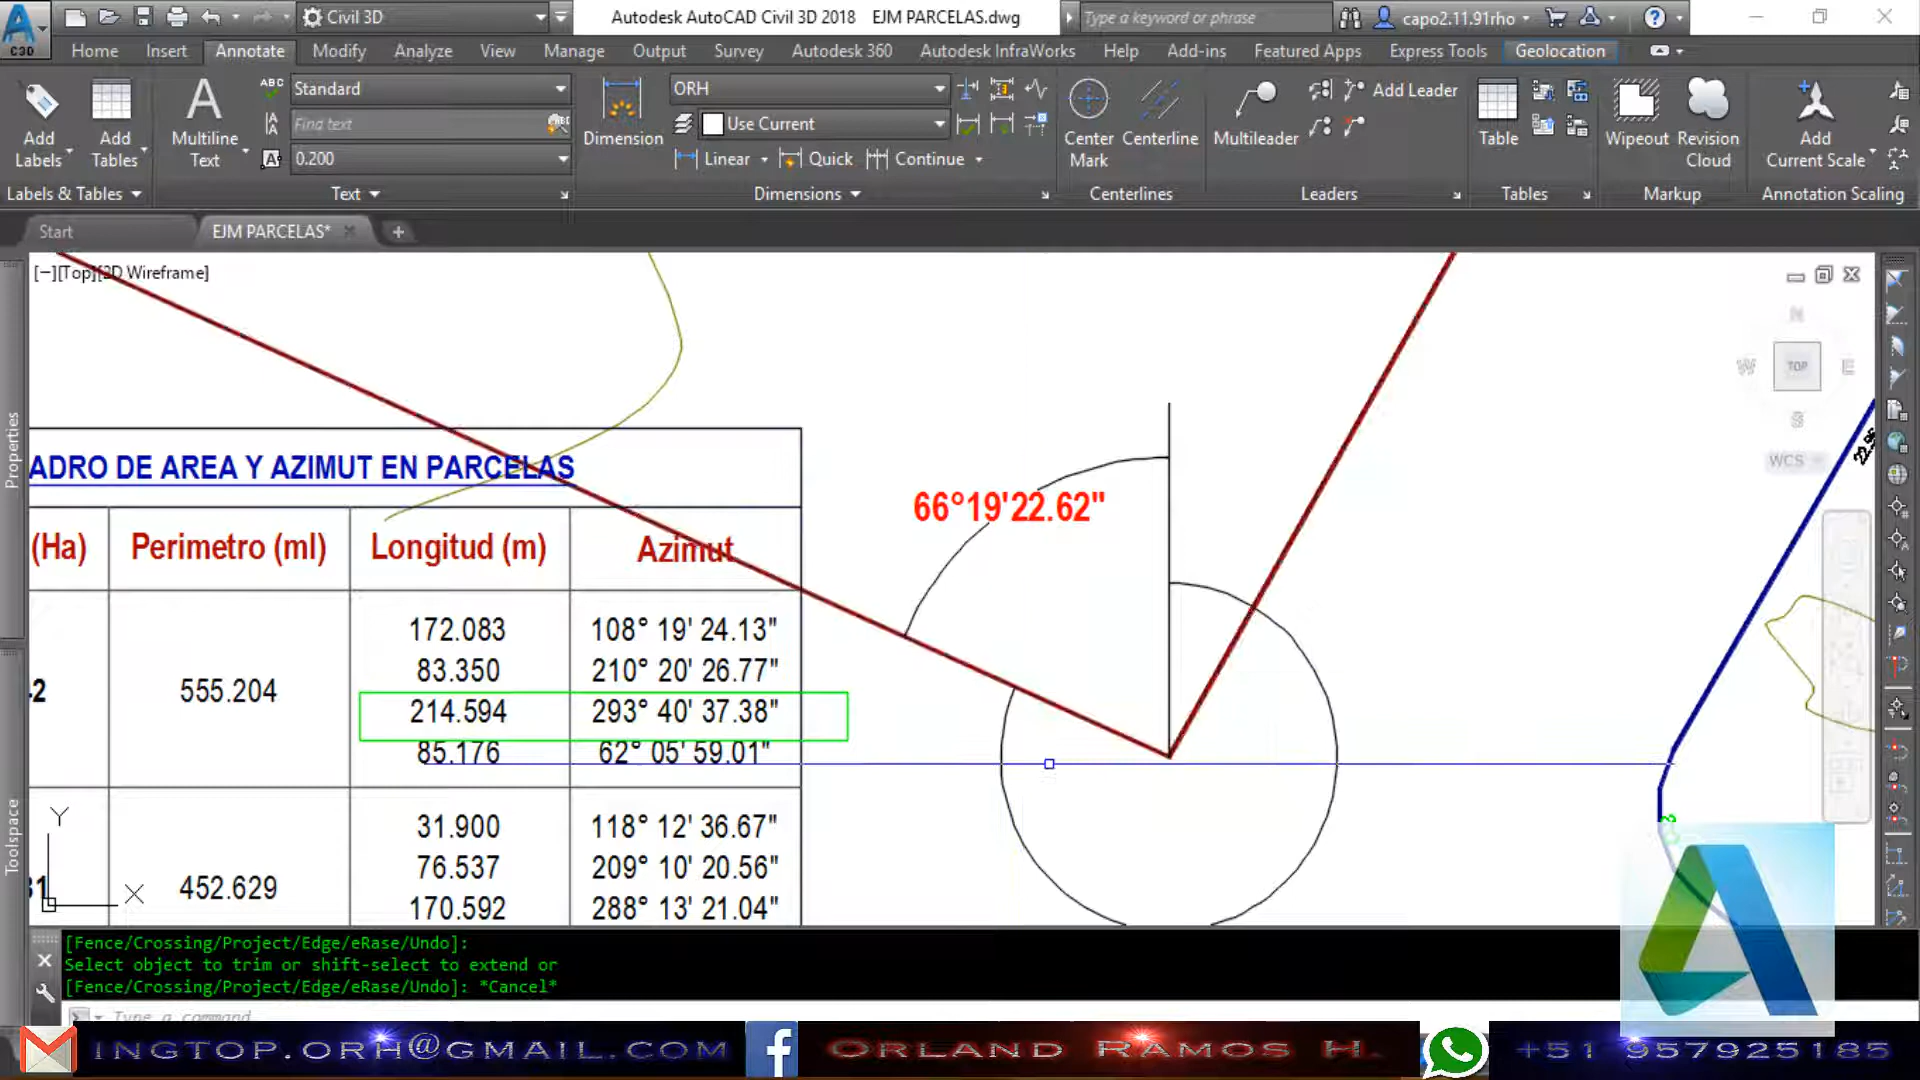 C3D
Civil 3D
Autodesk AutoCAD Civil 3D 2018 EJM PARCELAS.dwg
Type a keyword or phrase
capo2.11.91rho
Home Insert Annotate Modify Analyze View Manage Output Survey Autodesk 360 Autodesk InfraWorks Help Add-ins Featured Apps Express Tools Geolocation
Add Labels
Add Tables
Labels & Tables
Multiline Text
ABC
Standard
Find text
0.200
Text
Dimension
ORH
Use Current
Linear
Quick
Continue
Dimensions
Center Mark
Centerline
Centerlines
Multileader
Add Leader
Leaders
Table
Tables
Wipeout
Revision Cloud
Markup
Add Current Scale
Annotation Scaling
Start
EJM PARCELAS*
[−][Top][2D Wireframe]
Properties
Toolspace
N
W
TOP
E
S
WCS
ADRO DE AREA Y AZIMUT EN PARCELAS
(Ha) Perimetro (ml) Longitud (m) Azimut
555.204
172.083 108° 19' 24.13"
83.350 210° 20' 26.77"
214.594 293° 40' 37.38"
85.176 62° 05' 59.01"
452.629
31.900 118° 12' 36.67"
76.537 209° 10' 20.56"
170.592 288° 13' 21.04"
66°19'22.62"
Y
X
[Fence/Crossing/Project/Edge/eRase/Undo]:
Select object to trim or shift-select to extend or
[Fence/Crossing/Project/Edge/eRase/Undo]: *Cancel*
Type a command
INGTOP.ORH@GMAIL.COM
ORLAND RAMOS H.
+51 957925185